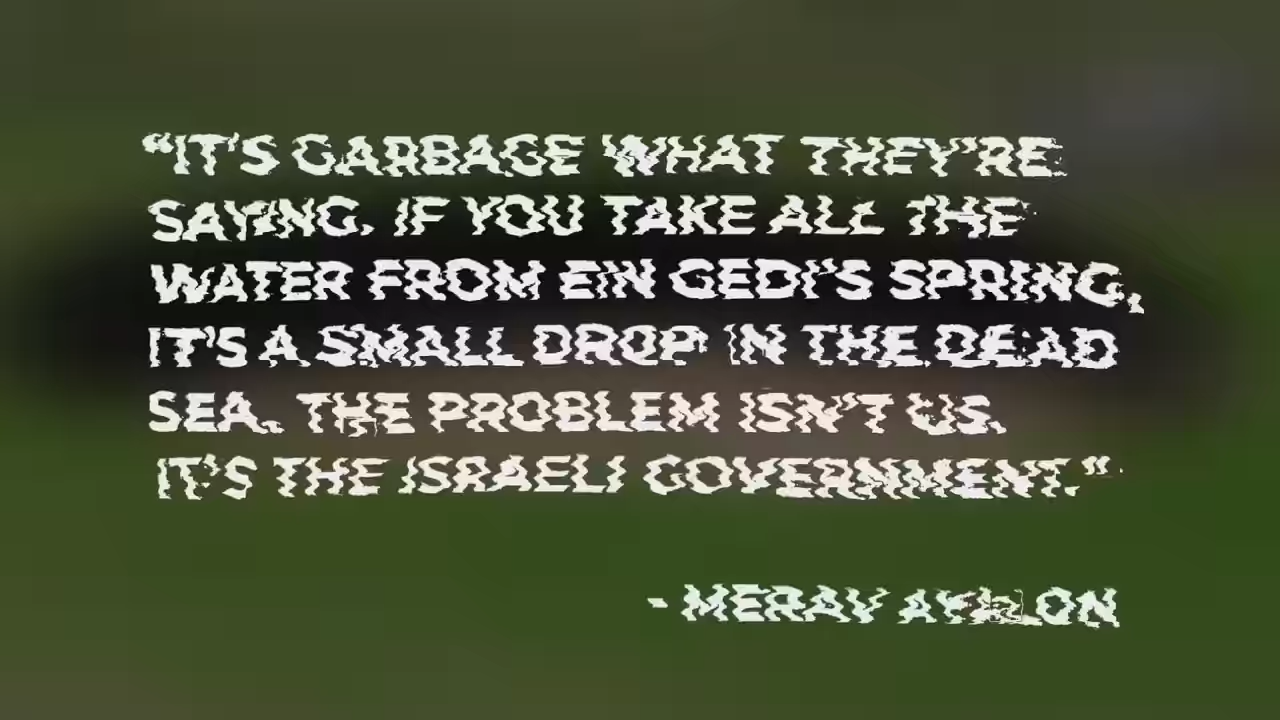 “IT'S GARBAGE WHAT THEY'RE
SAYING. IF YOU TAKE ALL THE
WATER FROM EIN GEDI'S SPRING,
IT'S A SMALL DROP IN THE DEAD
SEA. THE PROBLEM ISN'T US.
IT'S THE ISRAELI GOVERNMENT.”
- MERAV AYALON